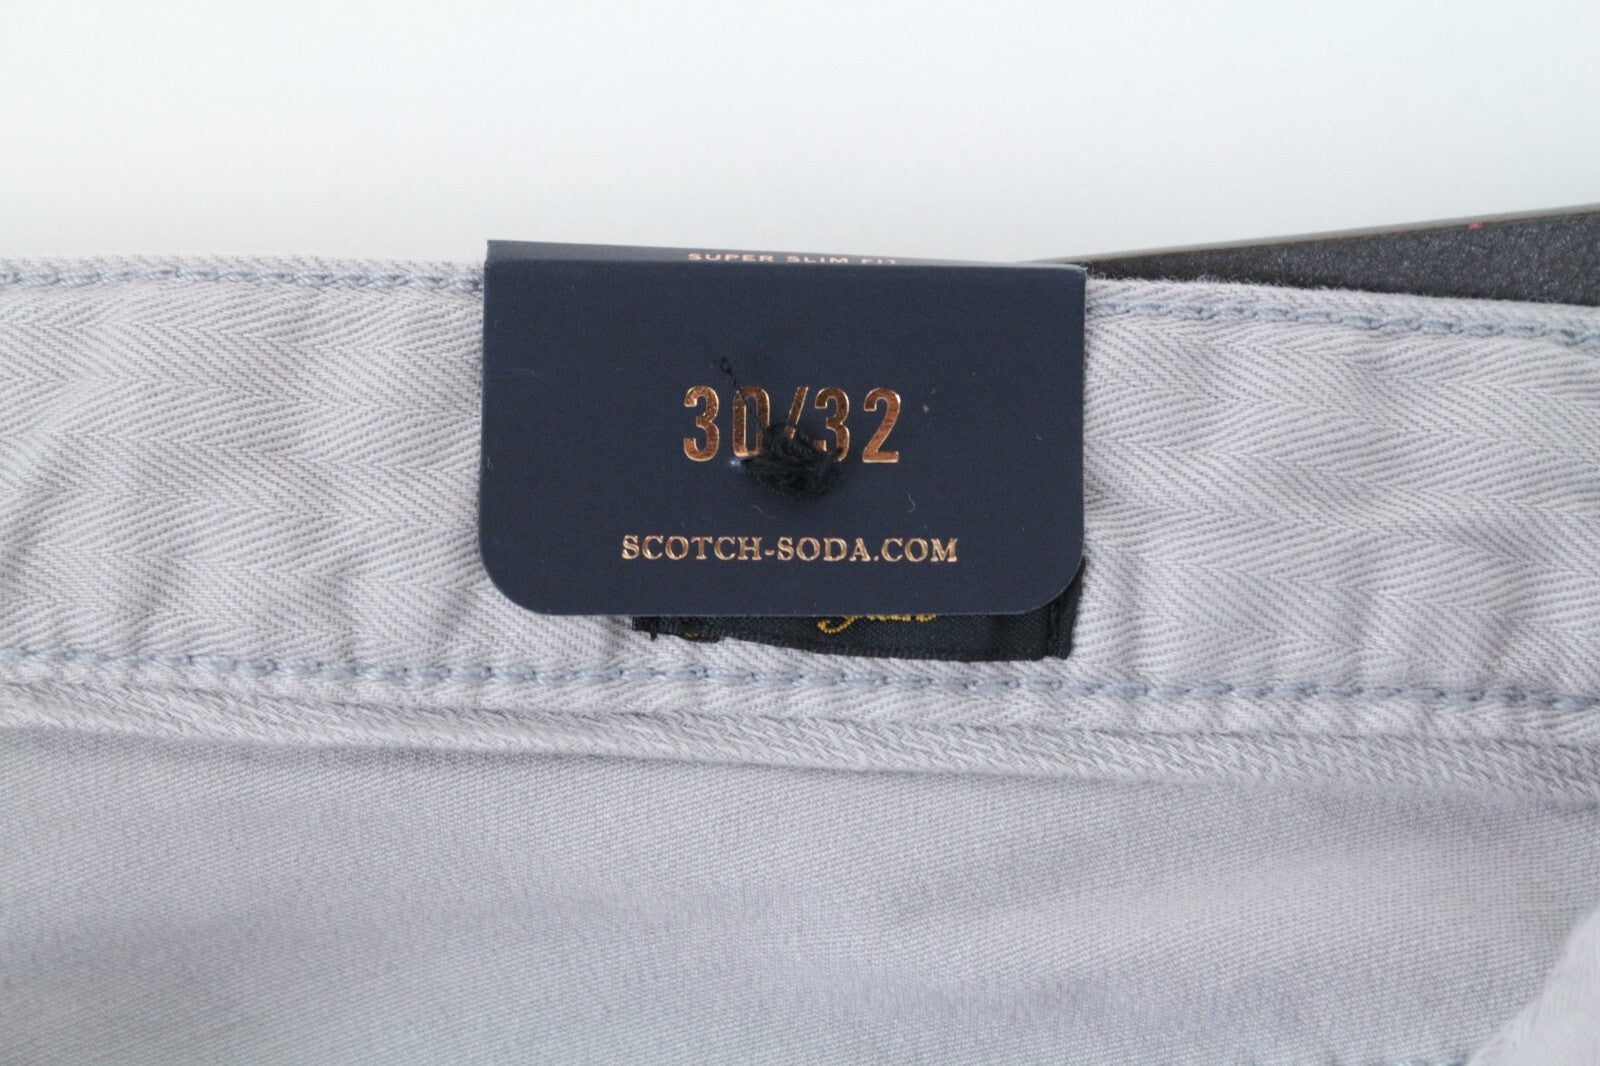 SUPER SLIM FIT
30/32
SCOTCH-SODA.COM